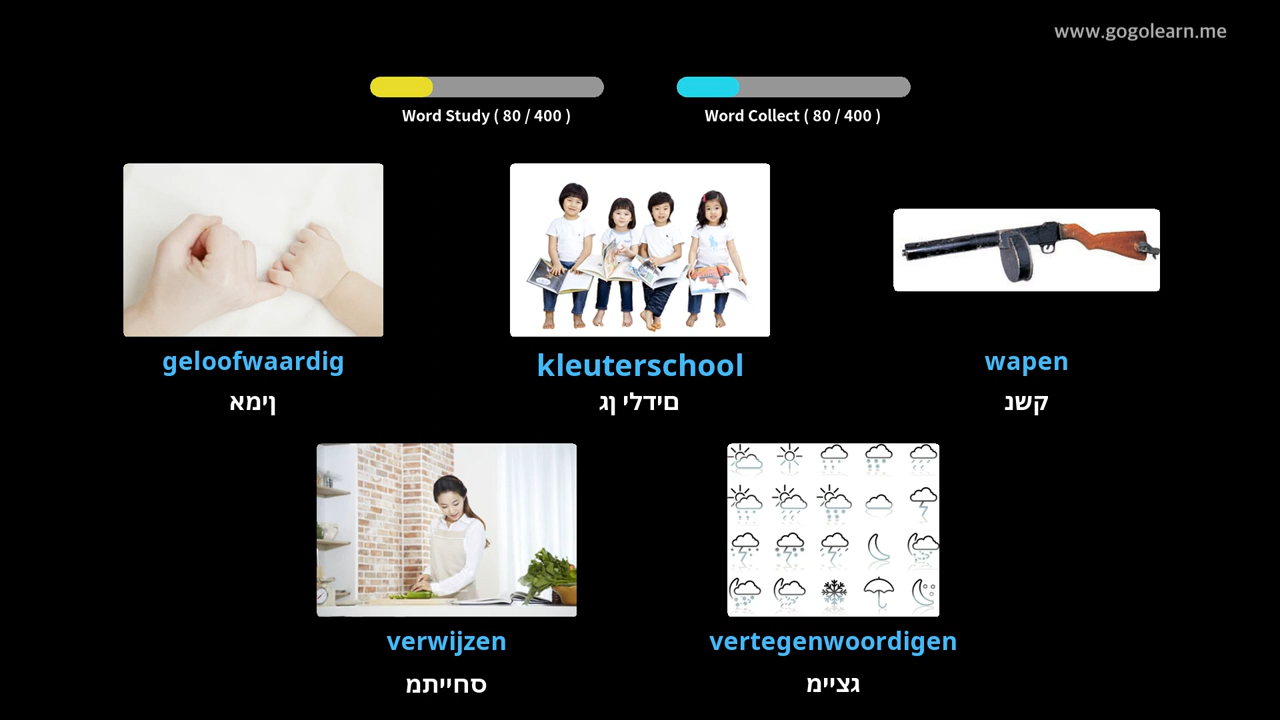 www.gogolearn.me
Word Study ( 80 / 400 )
Word Collect ( 80 / 400 )
geloofwaardig
ןימא
kleuterschool
םידלי ןג
wapen
קשנ
verwijzen
סחייתמ
vertegenwoordigen
גציימ